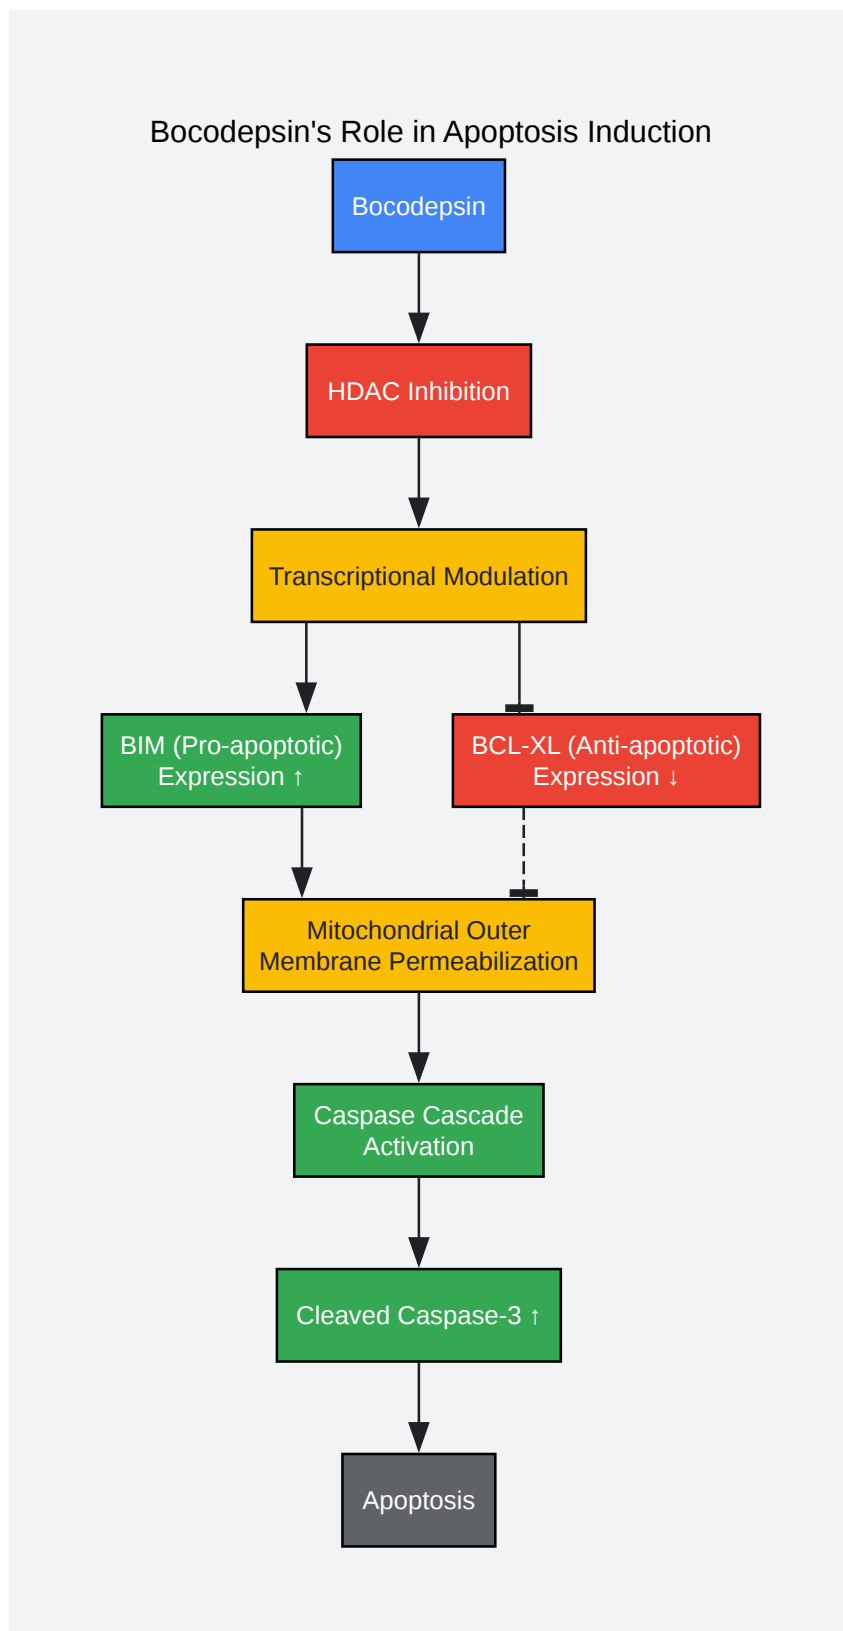 Bocodepsin's Role in Apoptosis Induction
Bocodepsin
HDAC Inhibition
Transcriptional Modulation
BIM (Pro-apoptotic)
Expression ↑
BCL-XL (Anti-apoptotic)
Expression ↓
Mitochondrial Outer
Membrane Permeabilization
Caspase Cascade
Activation
Cleaved Caspase-3 ↑
Apoptosis